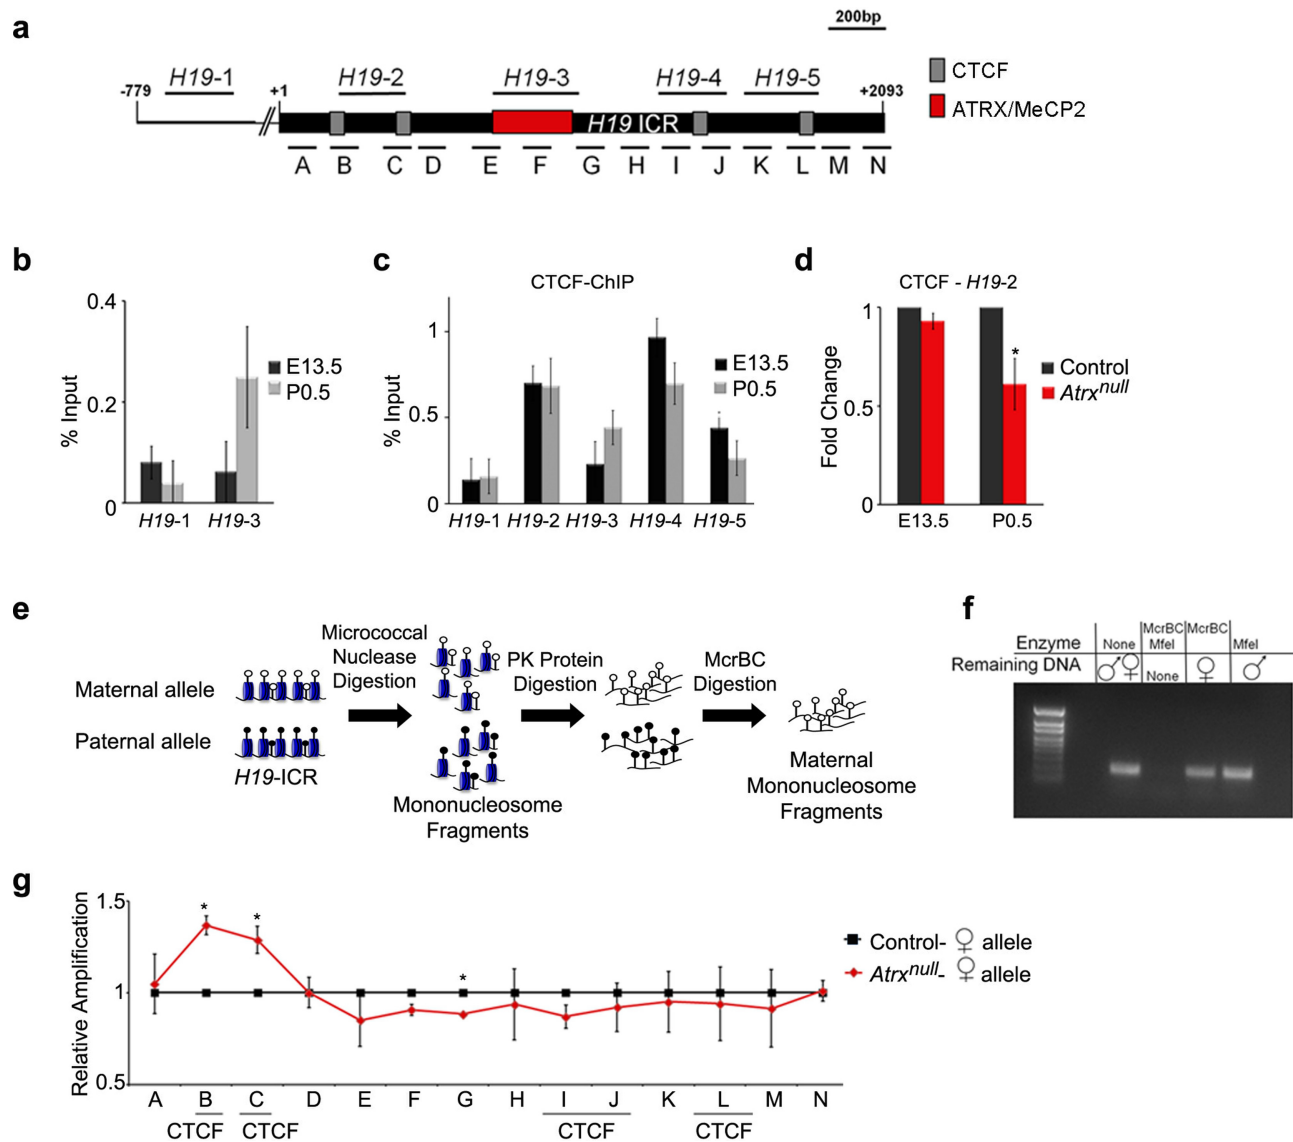 a
200bp
H19-1
H19-2
H19-3
H19-4
H19-5
-779
+1
+2093
H19 ICR
CTCF
ATRX/MeCP2
A B C D E F G H I J K L M N
b
% Input
0.4
0.2
0
H19-1 H19-3
E13.5
P0.5
c
CTCF-ChIP
% Input
1
0.5
0
H19-1 H19-2 H19-3 H19-4 H19-5
E13.5
P0.5
d
CTCF - H19-2
Fold Change
1
0.5
0
*
E13.5 P0.5
Control
Atrxnull
e
Maternal allele
Paternal allele
H19-ICR
Micrococcal
Nuclease
Digestion
Mononucleosome
Fragments
PK Protein
Digestion
McrBC
Digestion
Maternal
Mononucleosome
Fragments
f
Enzyme
None
McrBC
MfeI
McrBC
MfeI
Remaining DNA
♂ ♀
None
♀
♂
g
Relative Amplification
1.5
1
0.5
* * *
Control- ♀ allele
Atrxnull- ♀ allele
A B C D E F G H I J K L M N
CTCF CTCF CTCF CTCF